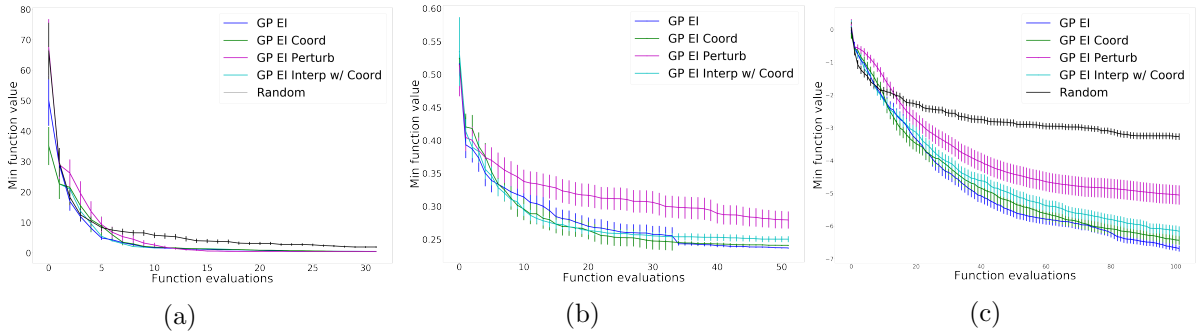 80
70
60
50
40
30
20
10
0
Min function value
0
5
10
15
20
25
30
Function evaluations
GP EI
GP EI Coord
GP EI Perturb
GP EI Interp w/ Coord
Random
(a)
0.60
0.55
0.50
0.45
0.40
0.35
0.30
0.25
Min function value
0
10
20
30
40
50
Function evaluations
GP EI
GP EI Coord
GP EI Perturb
GP EI Interp w/ Coord
(b)
0
−1
−2
−3
−4
−5
−6
−7
Min function value
0
20
40
60
80
100
Function evaluations
GP EI
GP EI Coord
GP EI Perturb
GP EI Interp w/ Coord
Random
(c)